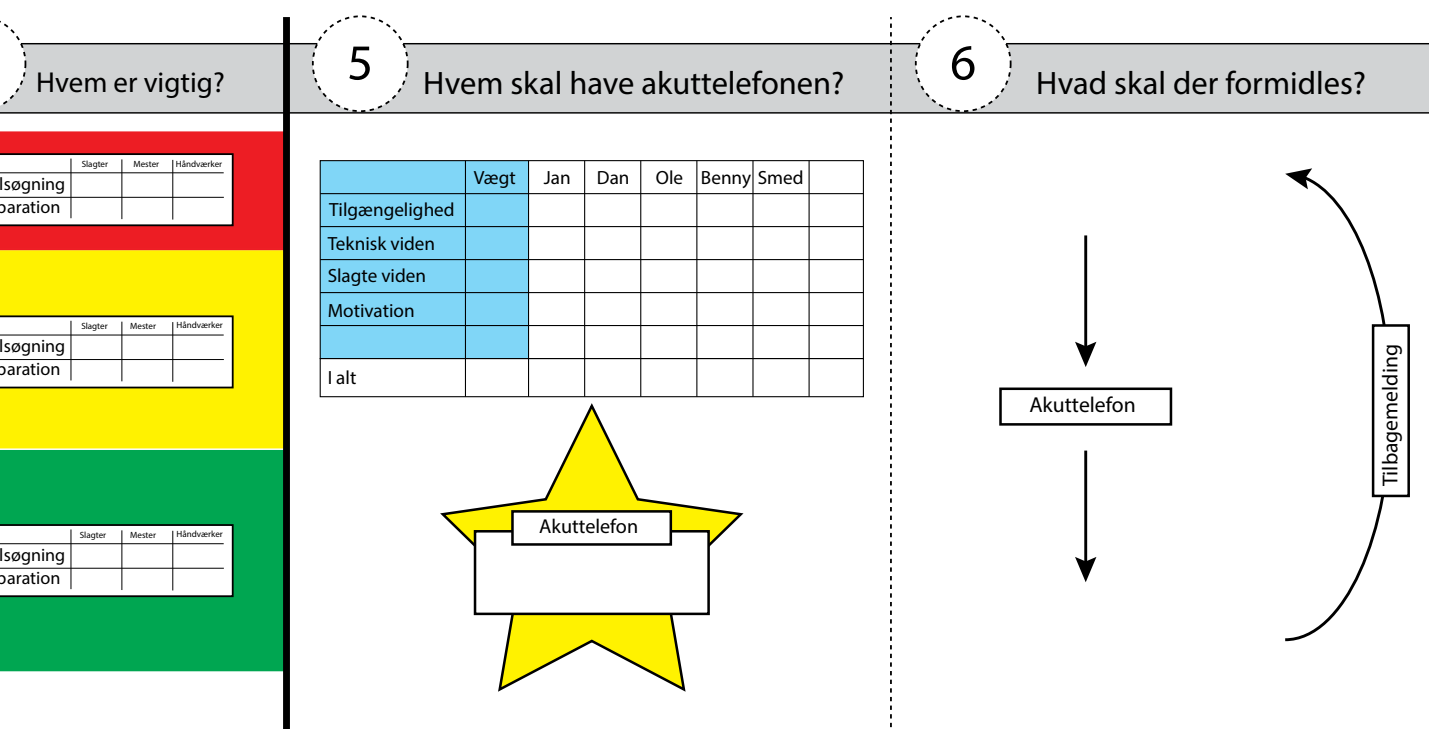 Hvem er vigtig?
Slagter Mester Håndværker
lsøgning
paration
Slagter Mester Håndværker
lsøgning
paration
Slagter Mester Håndværker
lsøgning
paration
5
Hvem skal have akuttelefonen?
Vægt Jan Dan Ole Benny Smed
Tilgængelighed
Teknisk viden
Slagte viden
Motivation
I alt
Akuttelefon
6
Hvad skal der formidles?
Akuttelefon
Tilbagemelding